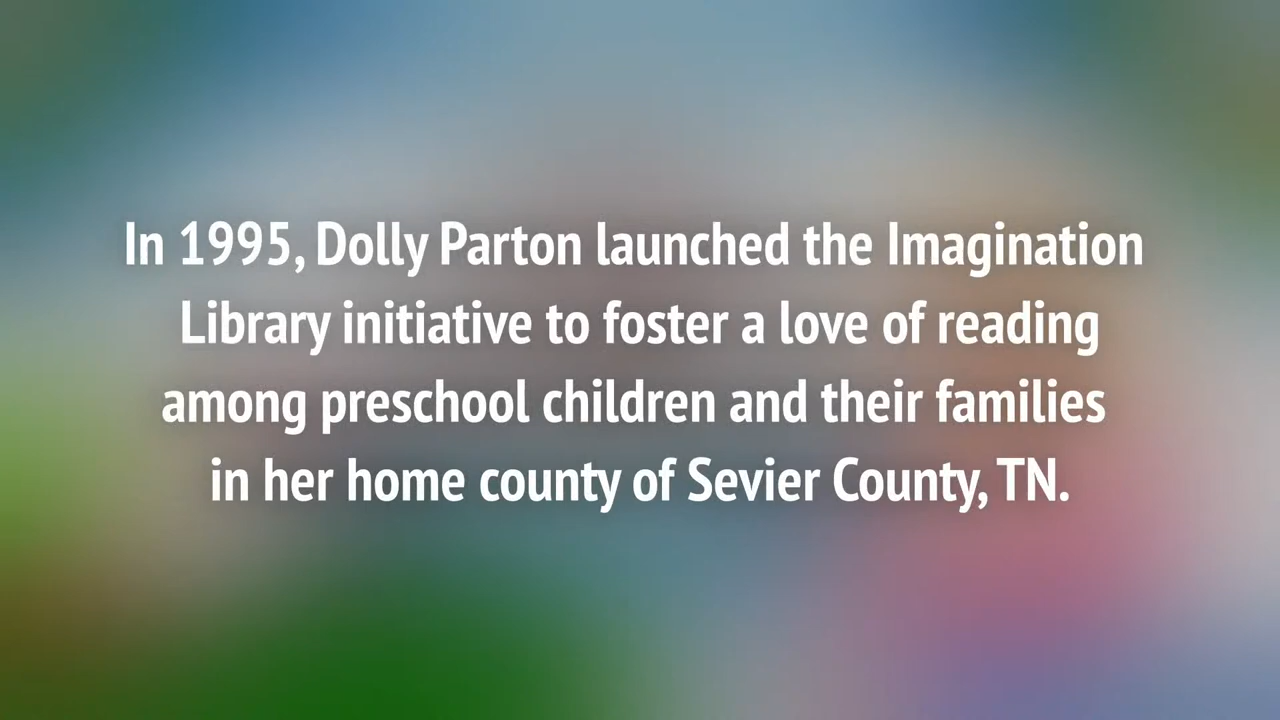 In 1995, Dolly Parton launched the Imagination
Library initiative to foster a love of reading
among preschool children and their families
in her home county of Sevier County, TN.